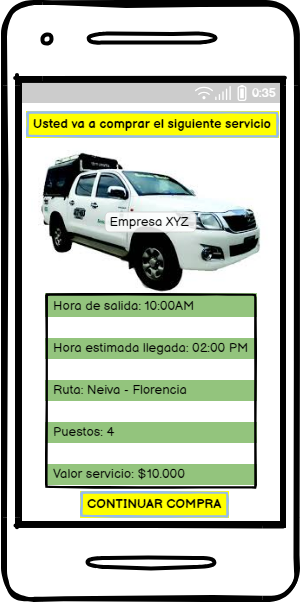 0:35
Usted va a comprar el siguiente servicio
Empresa XYZ
Hora de salida: 10:00AM
Hora estimada llegada: 02:00 PM
Ruta: Neiva - Florencia
Puestos: 4
Valor servicio: $10.000
CONTINUAR COMPRA